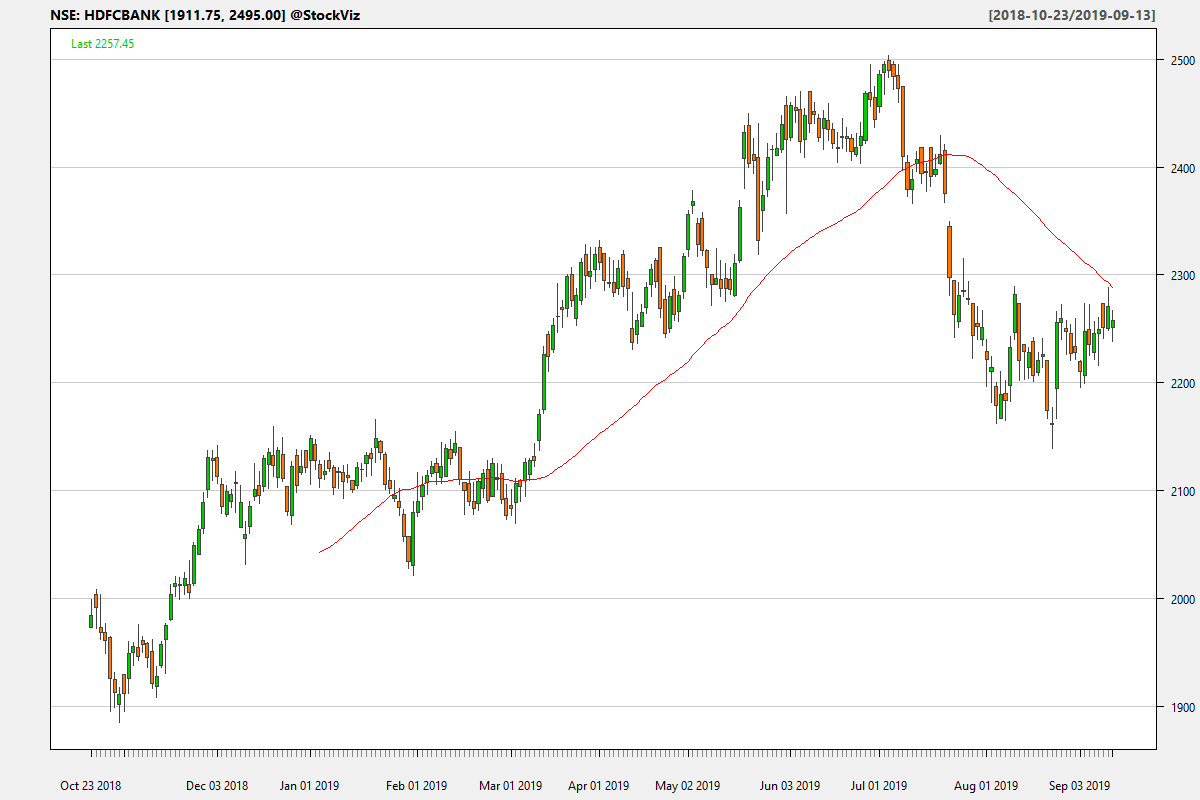 NSE: HDFCBANK [1911.75, 2495.00] @StockViz
[2018-10-23/2019-09-13]
Last 2257.45
2500
2400
2300
2200
2100
2000
1900
Oct 23 2018 Dec 03 2018 Jan 01 2019 Feb 01 2019 Mar 01 2019 Apr 01 2019 May 02 2019 Jun 03 2019 Jul 01 2019 Aug 01 2019 Sep 03 2019